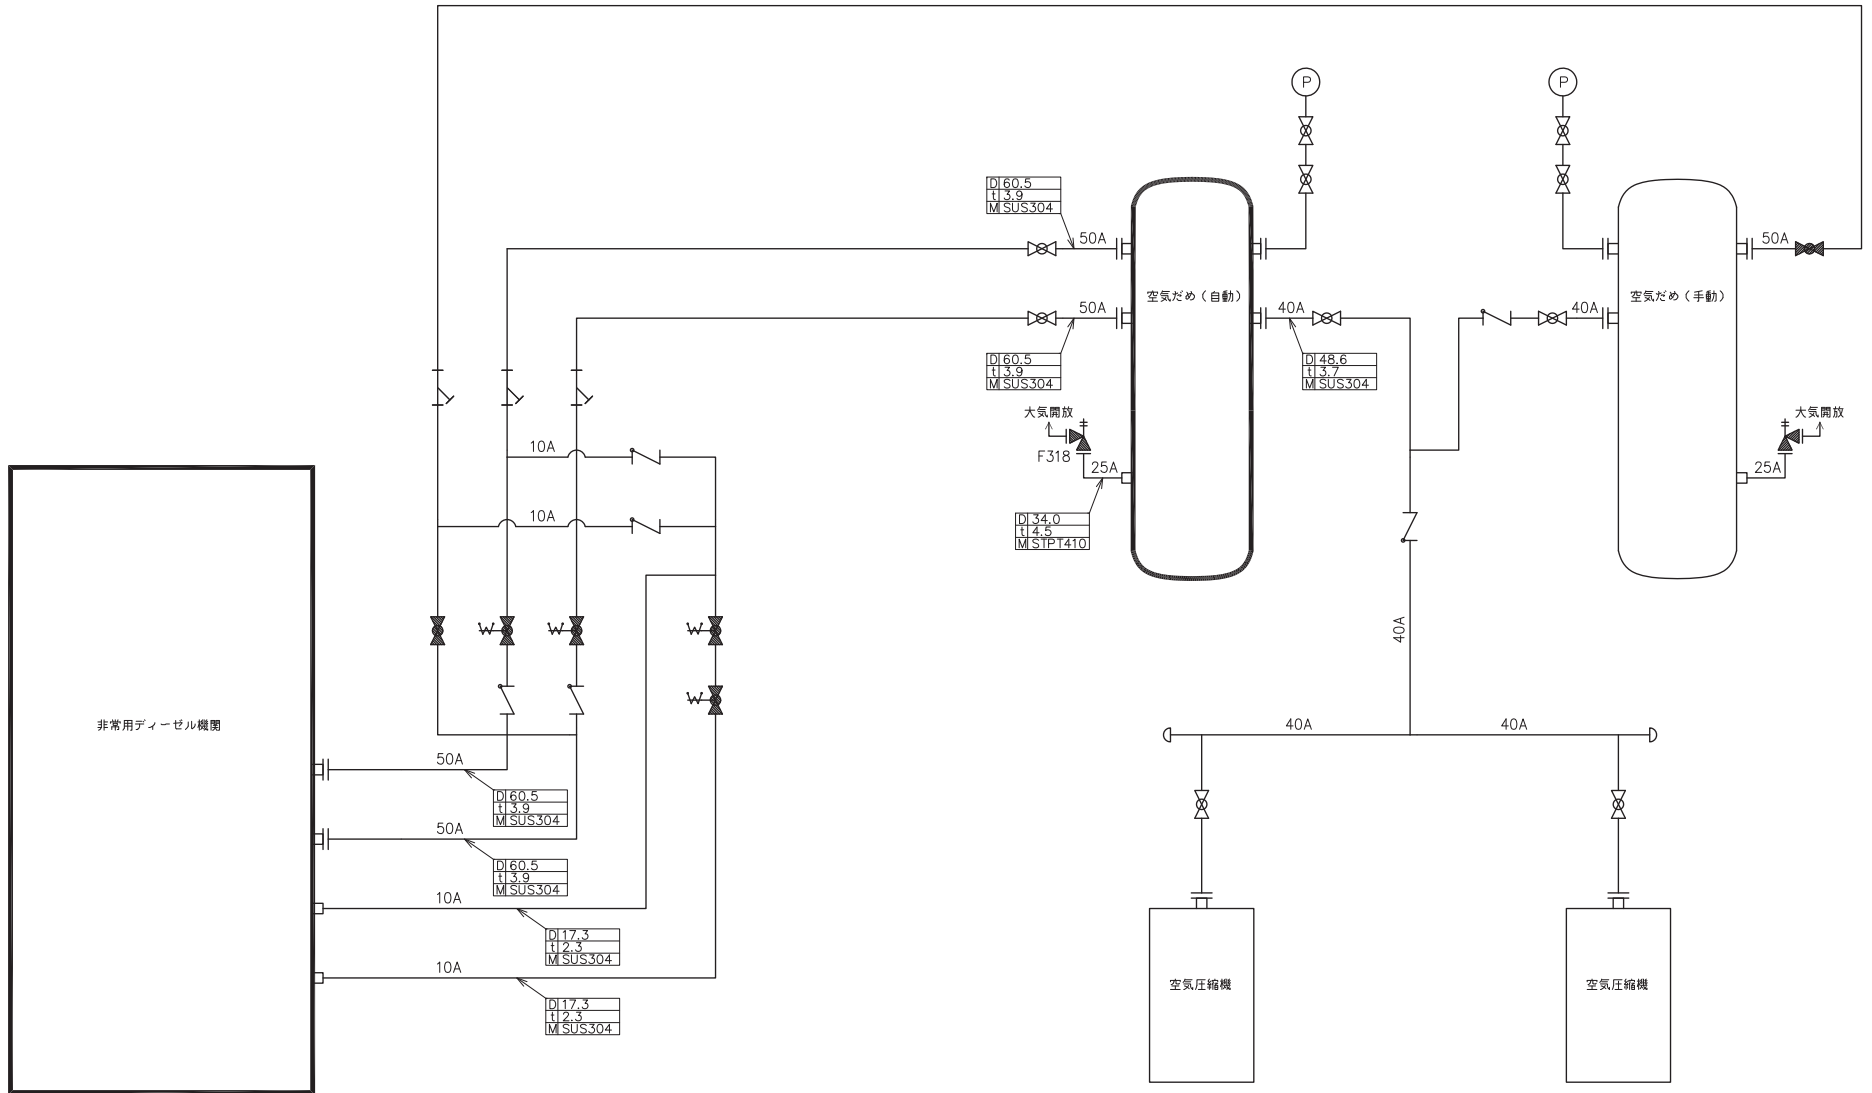 P
P
D 60.5
t 3.9
M SUS304
50A
50A
空気だめ（自動）
空気だめ（手動）
50A
40A
40A
D 60.5
t 3.9
M SUS304
D 48.6
t 3.7
M SUS304
大気開放
大気開放
F318
10A
25A
25A
10A
D 34.0
t 4.5
M STPT410
40A
非常用ディーゼル機関
40A
40A
50A
D 60.5
t 3.9
M SUS304
50A
D 60.5
t 3.9
M SUS304
10A
D 17.3
t 2.3
M SUS304
10A
D 17.3
t 2.3
M SUS304
空気圧縮機
空気圧縮機